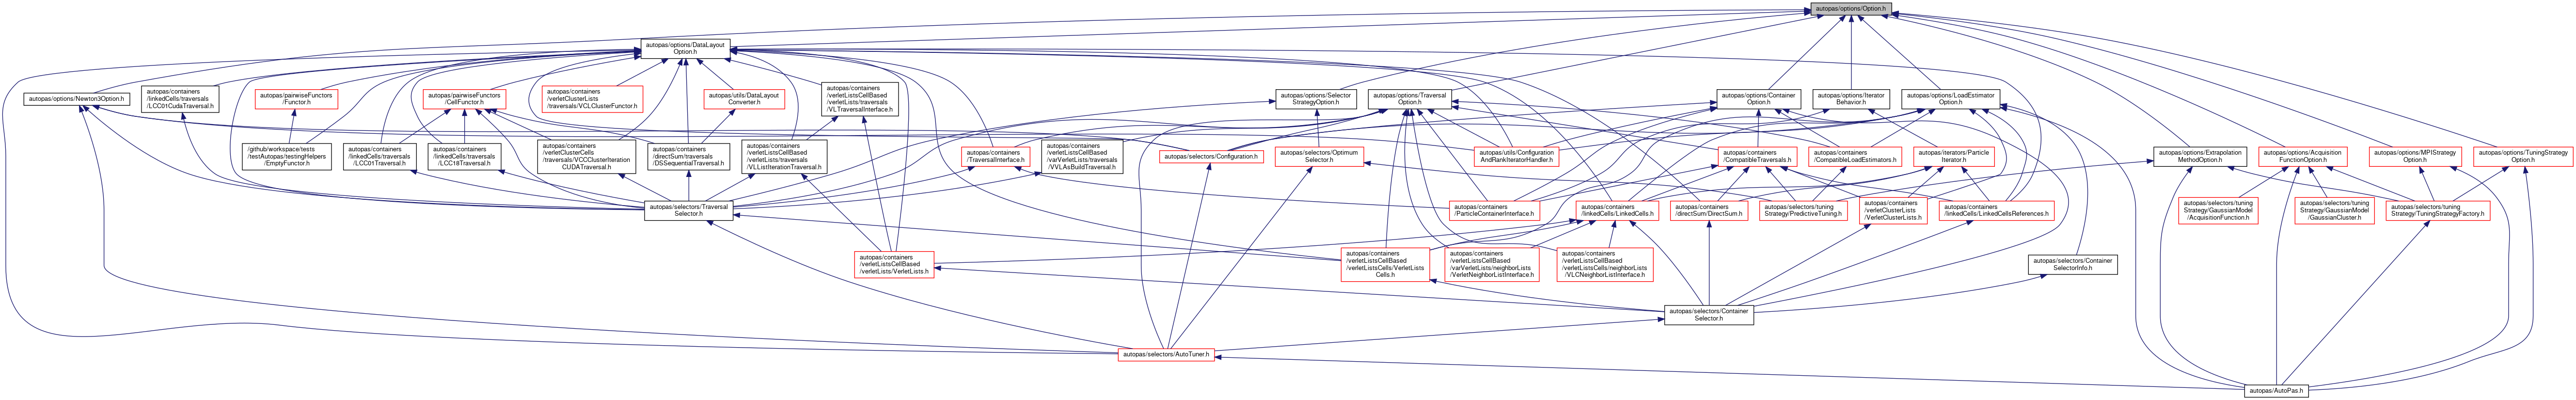 autopas/options/Option.h
autopas/options/DataLayout
Option.h
autopas/options/Newton3Option.h
autopas/containers
/linkedCells/traversals
/LCC01CudaTraversal.h
autopas/pairwiseFunctors
/Functor.h
autopas/pairwiseFunctors
/CellFunctor.h
autopas/containers
/verletClusterLists
/traversals/VCLClusterFunctor.h
autopas/utils/DataLayout
Converter.h
autopas/containers
/verletListsCellBased
/verletLists/traversals
/VLTraversalInterface.h
autopas/options/Selector
StrategyOption.h
autopas/options/Traversal
Option.h
autopas/options/Container
Option.h
autopas/options/Iterator
Behavior.h
autopas/options/LoadEstimator
Option.h
/github/workspace/tests
/testAutopas/testingHelpers
/EmptyFunctor.h
autopas/containers
/linkedCells/traversals
/LCC01Traversal.h
autopas/containers
/linkedCells/traversals
/LCC18Traversal.h
autopas/containers
/verletClusterCells
/traversals/VCCClusterIteration
CUDATraversal.h
autopas/containers
/directSum/traversals
/DSSequentialTraversal.h
autopas/containers
/verletListsCellBased
/verletLists/traversals
/VLListIterationTraversal.h
autopas/containers
/TraversalInterface.h
autopas/containers
/verletListsCellBased
/varVerletLists/traversals
/VVLAsBuildTraversal.h
autopas/selectors/Configuration.h
autopas/selectors/Optimum
Selector.h
autopas/utils/Configuration
AndRankIteratorHandler.h
autopas/containers
/CompatibleTraversals.h
autopas/containers
/CompatibleLoadEstimators.h
autopas/iterators/Particle
Iterator.h
autopas/options/Extrapolation
MethodOption.h
autopas/options/Acquisition
FunctionOption.h
autopas/options/MPIStrategy
Option.h
autopas/options/TuningStrategy
Option.h
autopas/selectors/Traversal
Selector.h
autopas/containers
/ParticleContainerInterface.h
autopas/containers
/linkedCells/LinkedCells.h
autopas/containers
/directSum/DirectSum.h
autopas/selectors/tuning
Strategy/PredictiveTuning.h
autopas/containers
/verletClusterLists
/VerletClusterLists.h
autopas/containers
/linkedCells/LinkedCellsReferences.h
autopas/selectors/tuning
Strategy/GaussianModel
/AcquisitionFunction.h
autopas/selectors/tuning
Strategy/GaussianModel
/GaussianCluster.h
autopas/selectors/tuning
Strategy/TuningStrategyFactory.h
autopas/containers
/verletListsCellBased
/verletLists/VerletLists.h
autopas/containers
/verletListsCellBased
/verletListsCells/VerletLists
Cells.h
autopas/containers
/verletListsCellBased
/varVerletLists/neighborLists
/VerletNeighborListInterface.h
autopas/containers
/verletListsCellBased
/verletListsCells/neighborLists
/VLCNeighborListInterface.h
autopas/selectors/Container
SelectorInfo.h
autopas/selectors/Container
Selector.h
autopas/selectors/AutoTuner.h
autopas/AutoPas.h